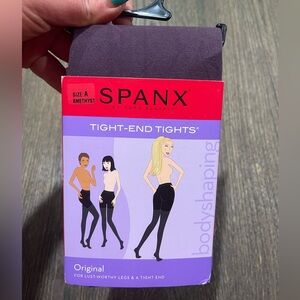 SIZE: A
AMETHYST
SPANX
TIGHT-END TIGHTS®
bodyshaping
Original
FOR LUST-WORTHY LEGS & A TIGHT END